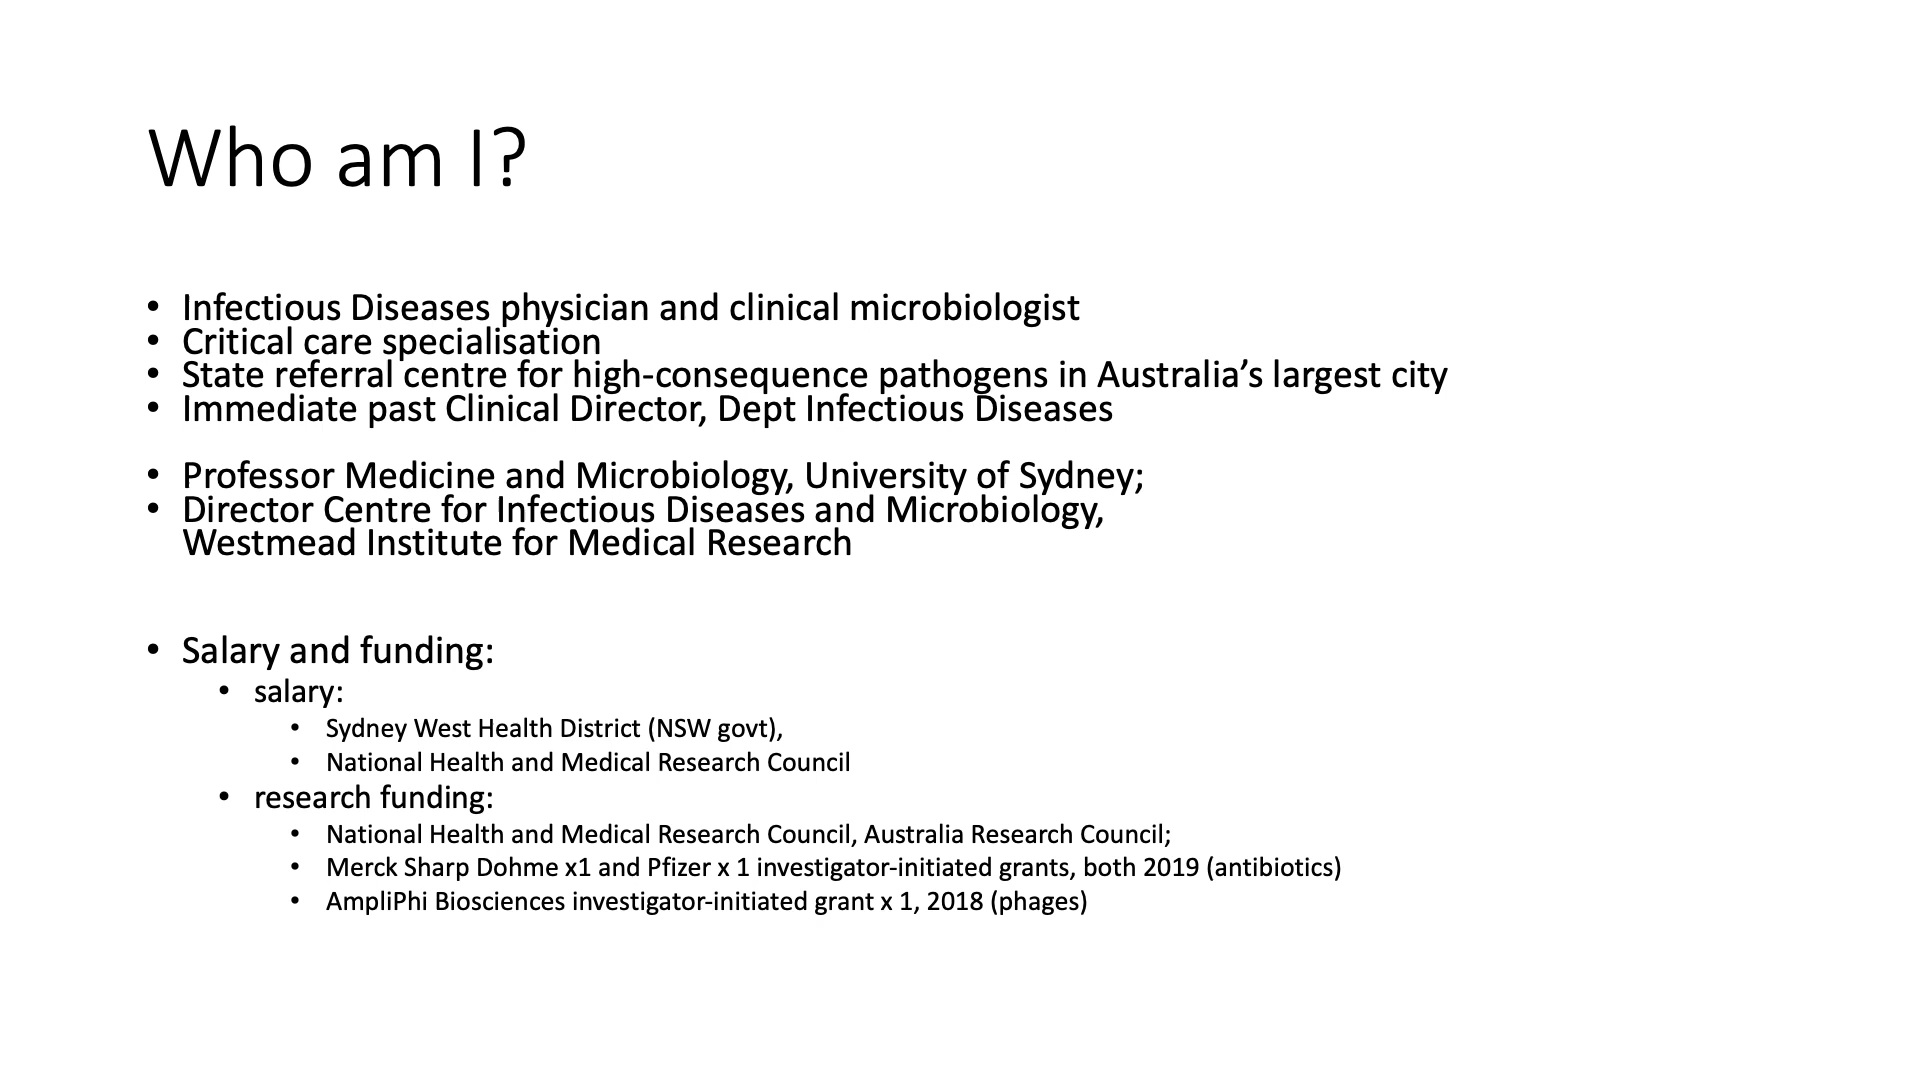 Who am I?
• Infectious Diseases physician and clinical microbiologist
• Critical care specialisation
• State referral centre for high-consequence pathogens in Australia’s largest city
• Immediate past Clinical Director, Dept Infectious Diseases
• Professor Medicine and Microbiology, University of Sydney;
• Director Centre for Infectious Diseases and Microbiology,
Westmead Institute for Medical Research
• Salary and funding:
• salary:
• Sydney West Health District (NSW govt),
• National Health and Medical Research Council
• research funding:
• National Health and Medical Research Council, Australia Research Council;
• Merck Sharp Dohme x1 and Pfizer x 1 investigator-initiated grants, both 2019 (antibiotics)
• AmpliPhi Biosciences investigator-initiated grant x 1, 2018 (phages)